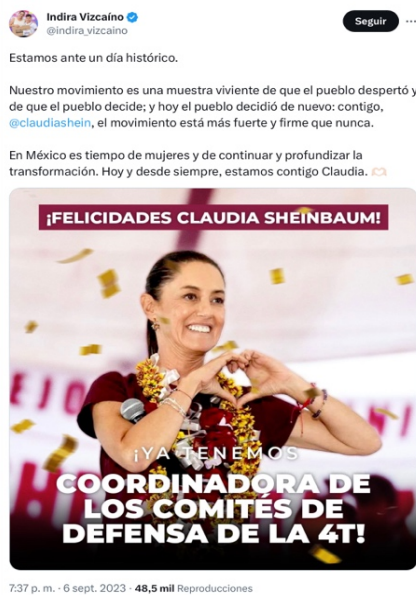 Indira Vizcaíno
Seguir
@indira_vizcaino
Estamos ante un día histórico.
Nuestro movimiento es una muestra viviente de que el pueblo despertó y
de que el pueblo decide; y hoy el pueblo decidió de nuevo: contigo,
@claudiashein, el movimiento está más fuerte y firme que nunca.
En México es tiempo de mujeres y de continuar y profundizar la
transformación. Hoy y desde siempre, estamos contigo Claudia. 🫶🏻
¡FELICIDADES CLAUDIA SHEINBAUM!
¡YA TENEMOS
COORDINADORA DE
LOS COMITÉS DE
DEFENSA DE LA 4T!
7:37 p. m. · 6 sept. 2023 · 48,5 mil Reproducciones